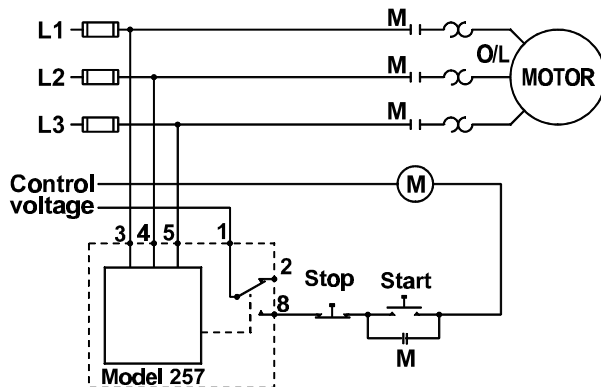 L1 M
O/L
L2 M MOTOR
L3 M
Control voltage
M
3 4 5 1
2
8 Stop Start
M
Model 257